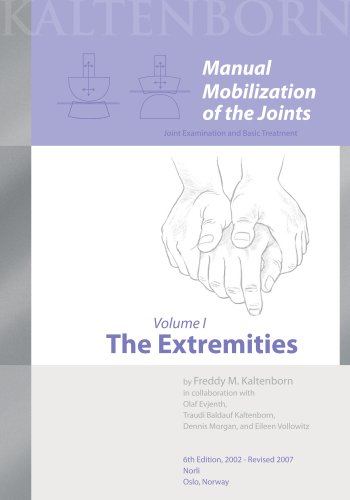 KALTENBORN
Manual
Mobilization
of the Joints
Joint Examination and Basic Treatment
Volume I
The Extremities
by Freddy M. Kaltenborn
in collaboration with
Olaf Evjenth,
Traudi Baldauf Kaltenborn,
Dennis Morgan, and Eileen Vollowitz
6th Edition, 2002 - Revised 2007
Norli
Oslo, Norway